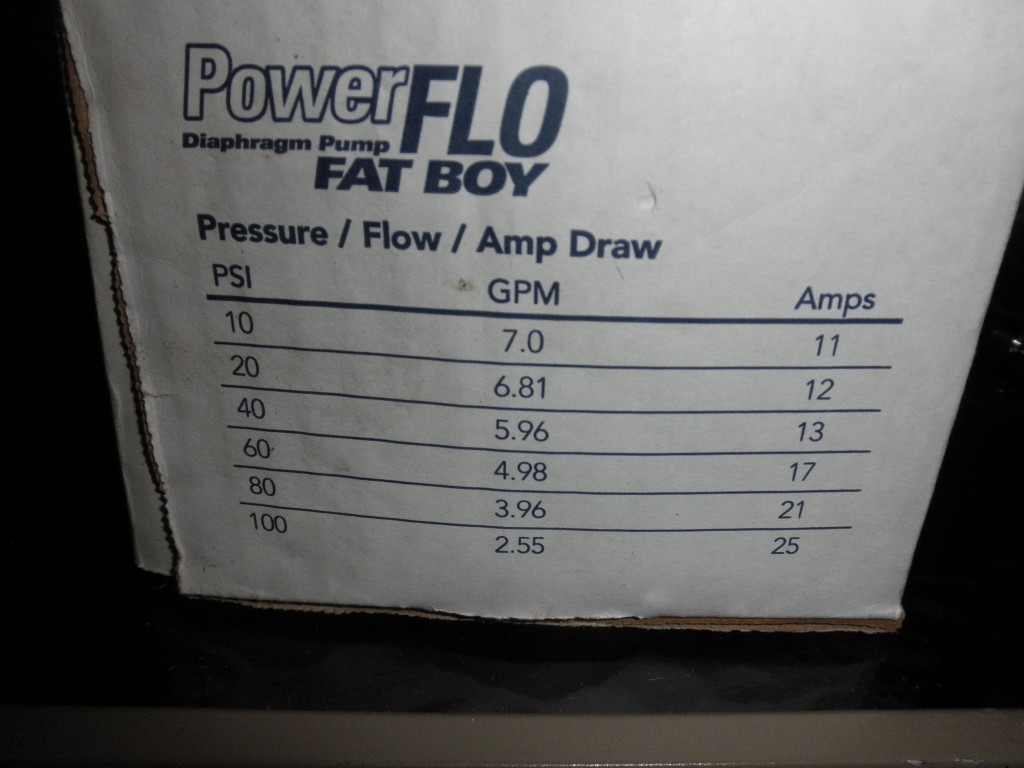 PowerFLO
Diaphragm Pump
FAT BOY
Pressure / Flow / Amp Draw
PSI GPM Amps
10 7.0 11
20 6.81 12
40 5.96 13
60 4.98 17
80 3.96 21
100 2.55 25